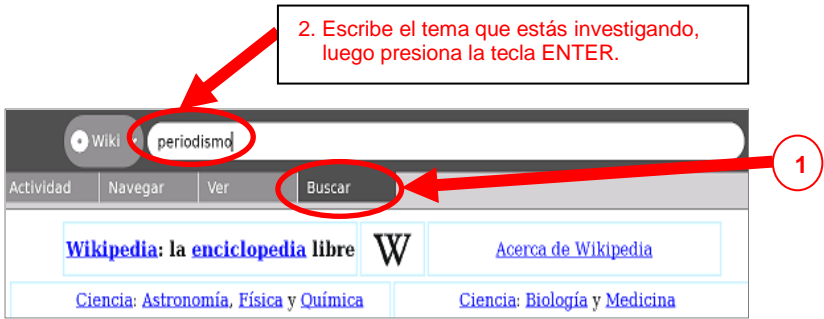 2. Escribe el tema que estás investigando,
luego presiona la tecla ENTER.
Wiki periodismo
1
Actividad Navegar Ver Buscar
Wikipedia: la enciclopedia libre W Acerca de Wikipedia
Ciencia: Astronomía, Física y Química Ciencia: Biología y Medicina